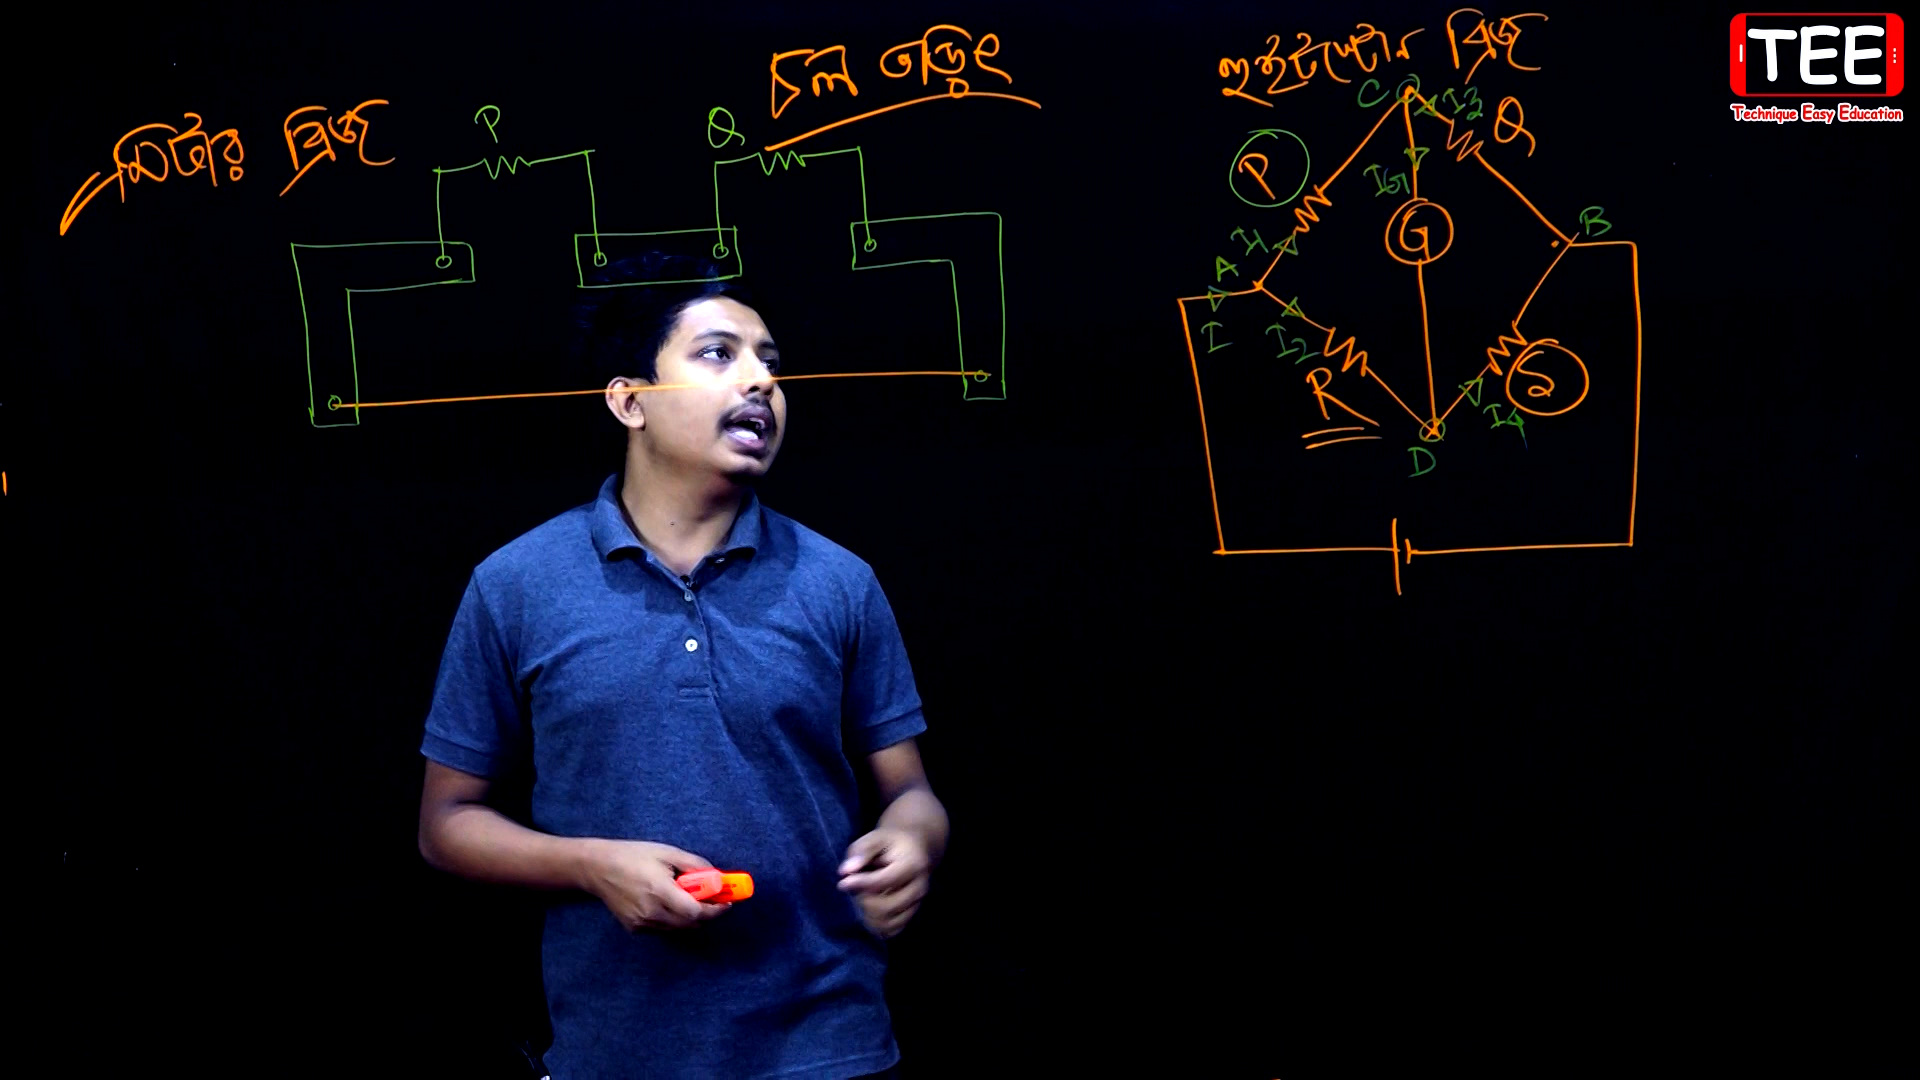 মিটার ব্রিজ
P
Q
চল তড়িৎ
হুইটস্টোন ব্রিজ
C
I3
Q
P
IG
G
B
I1
A
I
I2
R
S
I4
D
TEE
Technique Easy Education